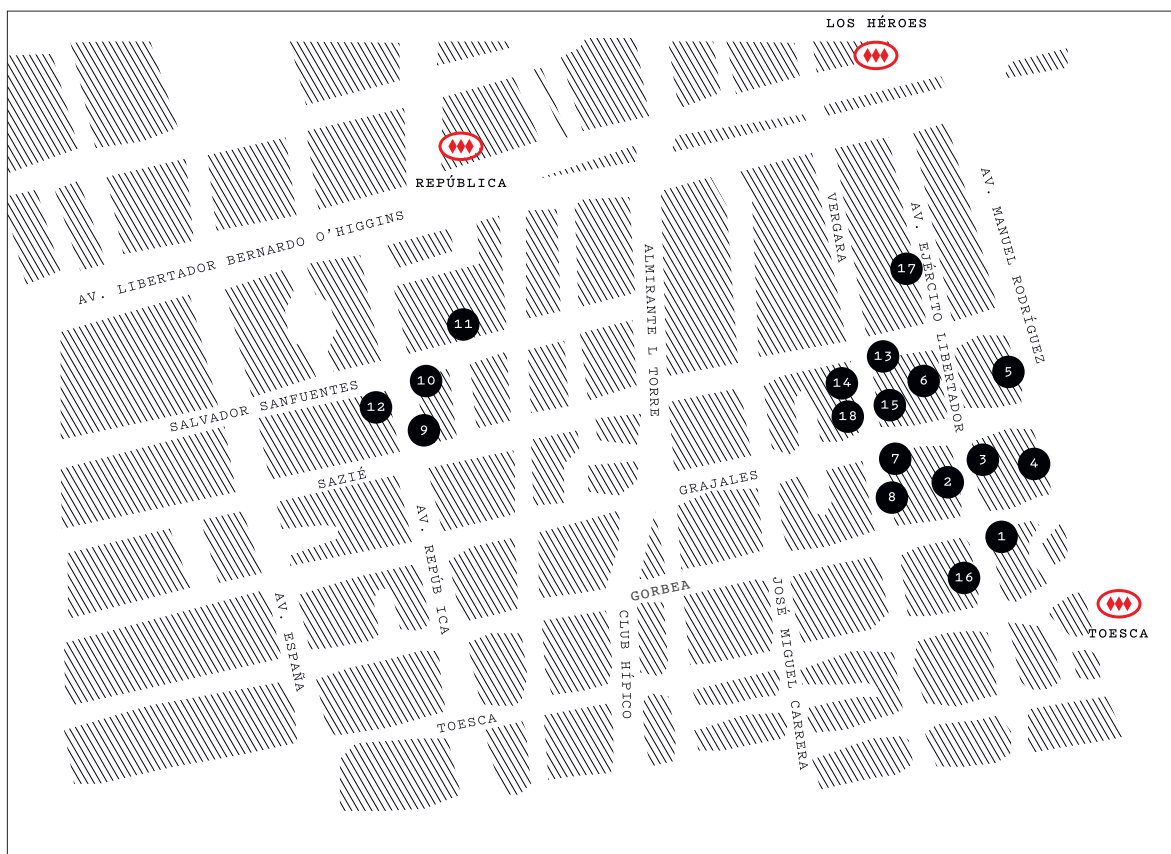 LOS HÉROES
REPÚBLICA
AV. LIBERTADOR BERNARDO O'HIGGINS
AV. MANUEL RODRÍGUEZ
VERGARA
AV. EJÉRCITO LIBERTADOR
ALMIRANTE L TORRE
17
11
13
14
6
5
10
12
15
18
9
SALVADOR SANFUENTES
SAZIÉ
7
3
4
2
8
GRAJALES
AV. REPÚB ICA
1
16
GORBEA
TOESCA
AV. ESPAÑA
CLUB HÍPICO
JOSÉ MIGUEL CARRERA
TOESCA